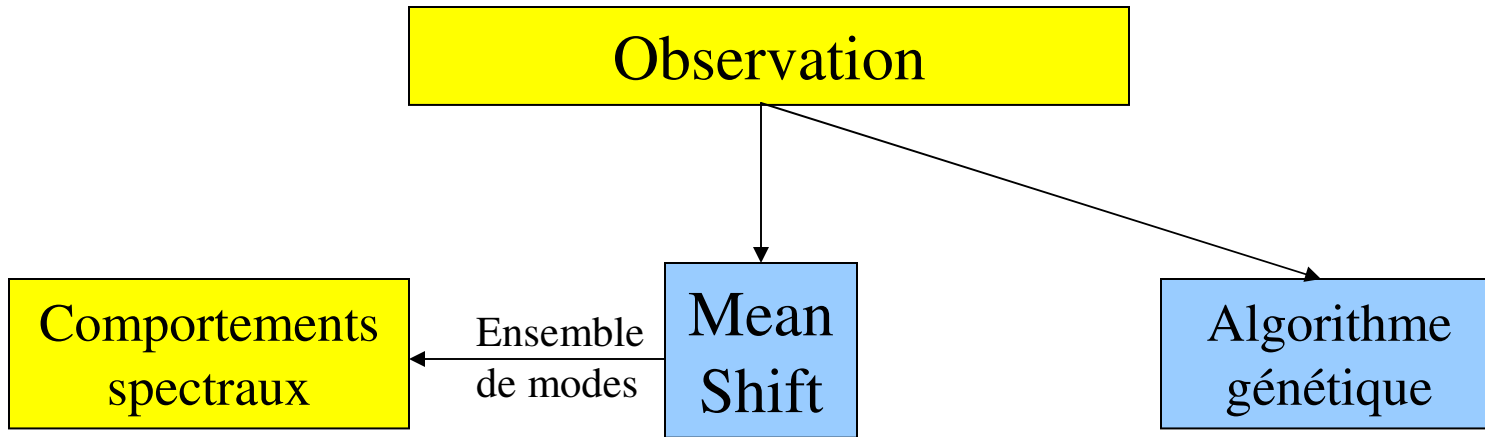 Observation
Comportements
spectraux
Ensemble
de modes
Mean
Shift
Algorithme
génétique